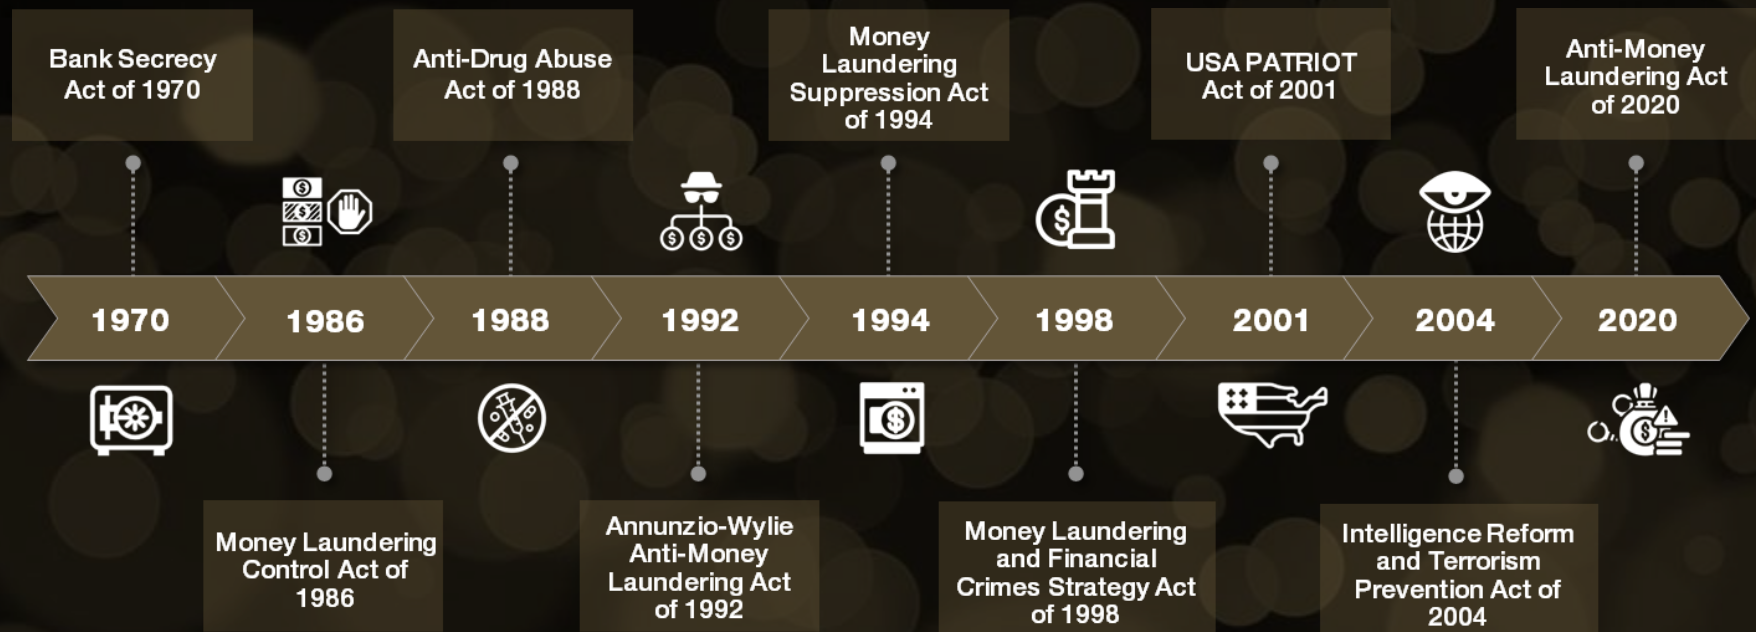 Bank Secrecy
Act of 1970
Anti-Drug Abuse
Act of 1988
Money
Laundering
Suppression Act
of 1994
USA PATRIOT
Act of 2001
Anti-Money
Laundering Act
of 2020
1970
1986
1988
1992
1994
1998
2001
2004
2020
Money Laundering
Control Act of
1986
Annunzio-Wylie
Anti-Money
Laundering Act
of 1992
Money Laundering
and Financial
Crimes Strategy Act
of 1998
Intelligence Reform
and Terrorism
Prevention Act of
2004